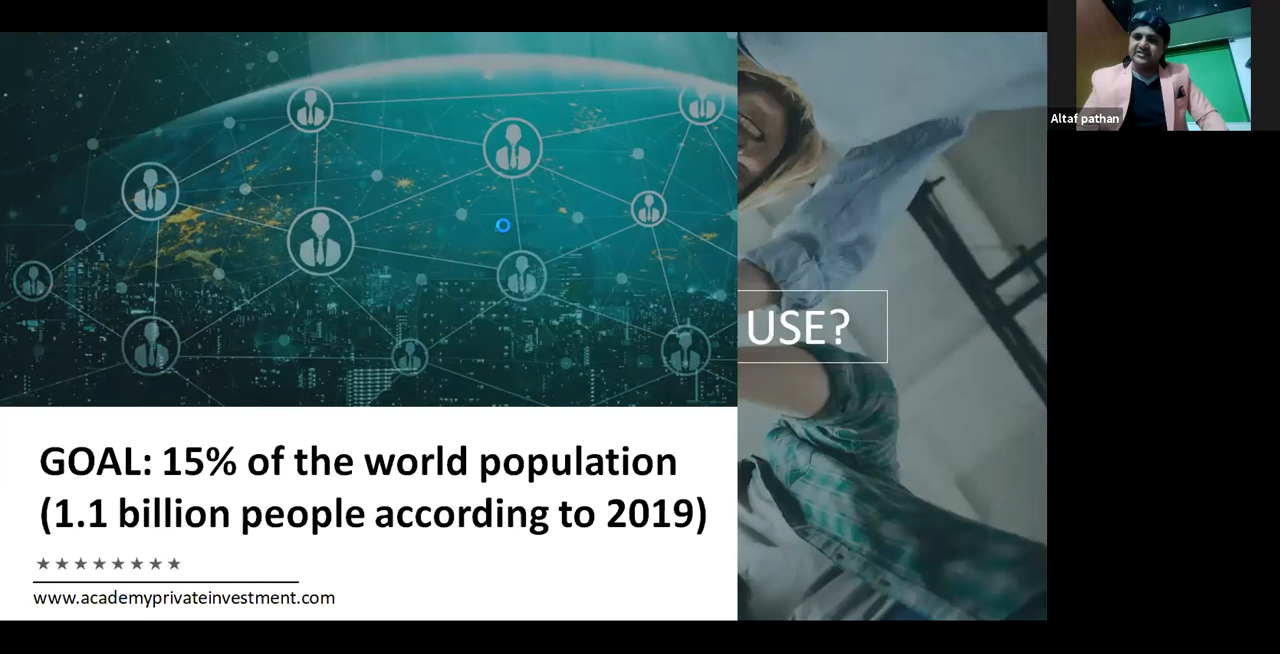 Altaf pathan
USE?
GOAL: 15% of the world population
(1.1 billion people according to 2019)
www.academyprivateinvestment.com